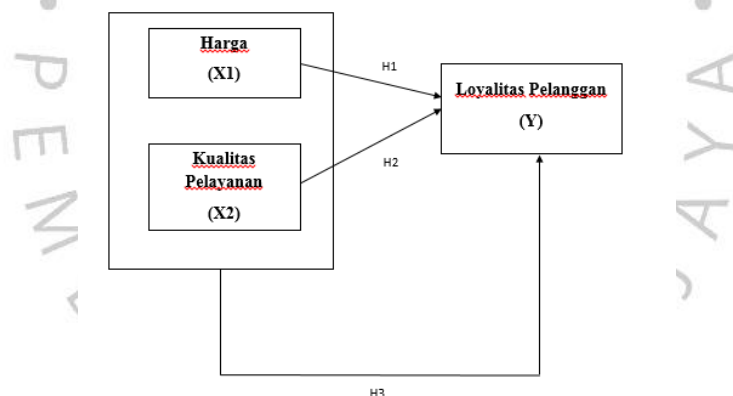 Harga
(X1)
H1
Loyalitas Pelanggan
(Y)
Kualitas
Pelayanan
(X2)
H2
H3
P E M
J A Y A